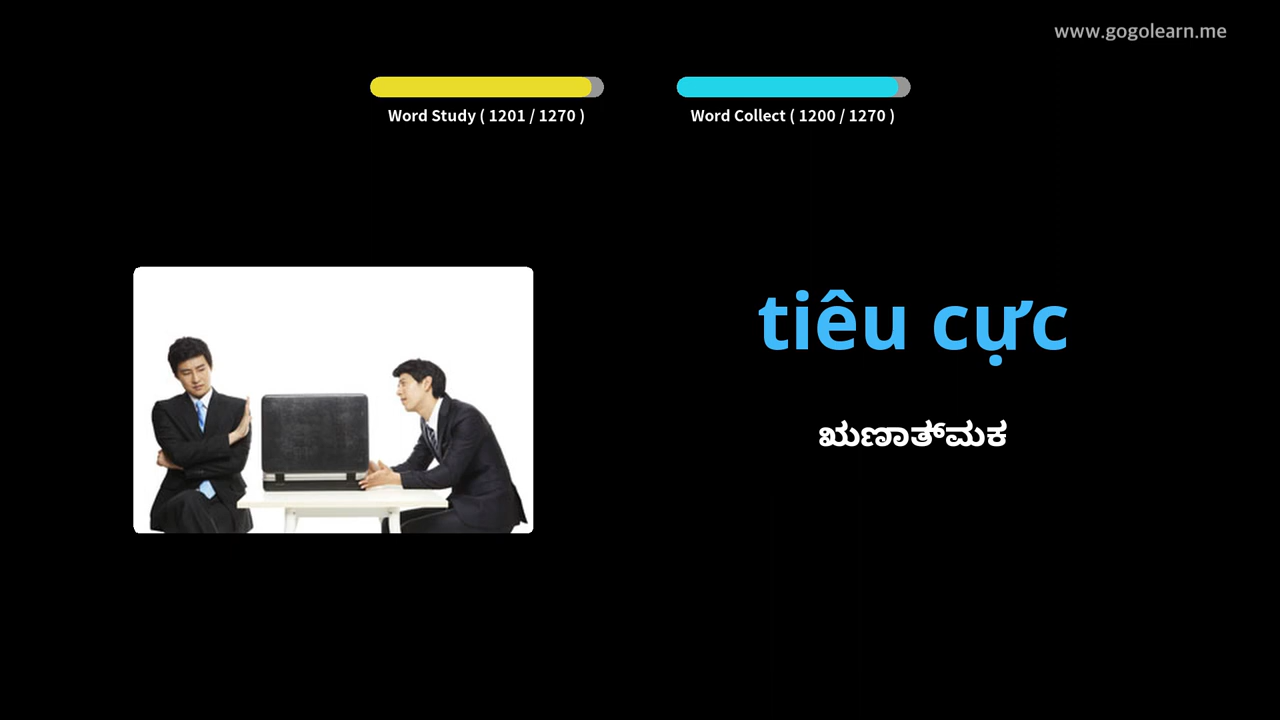 www.gogolearn.me
Word Study ( 1201 / 1270 )
Word Collect ( 1200 / 1270 )
tiêu cực
ಋಣಾತ್ಮಕ